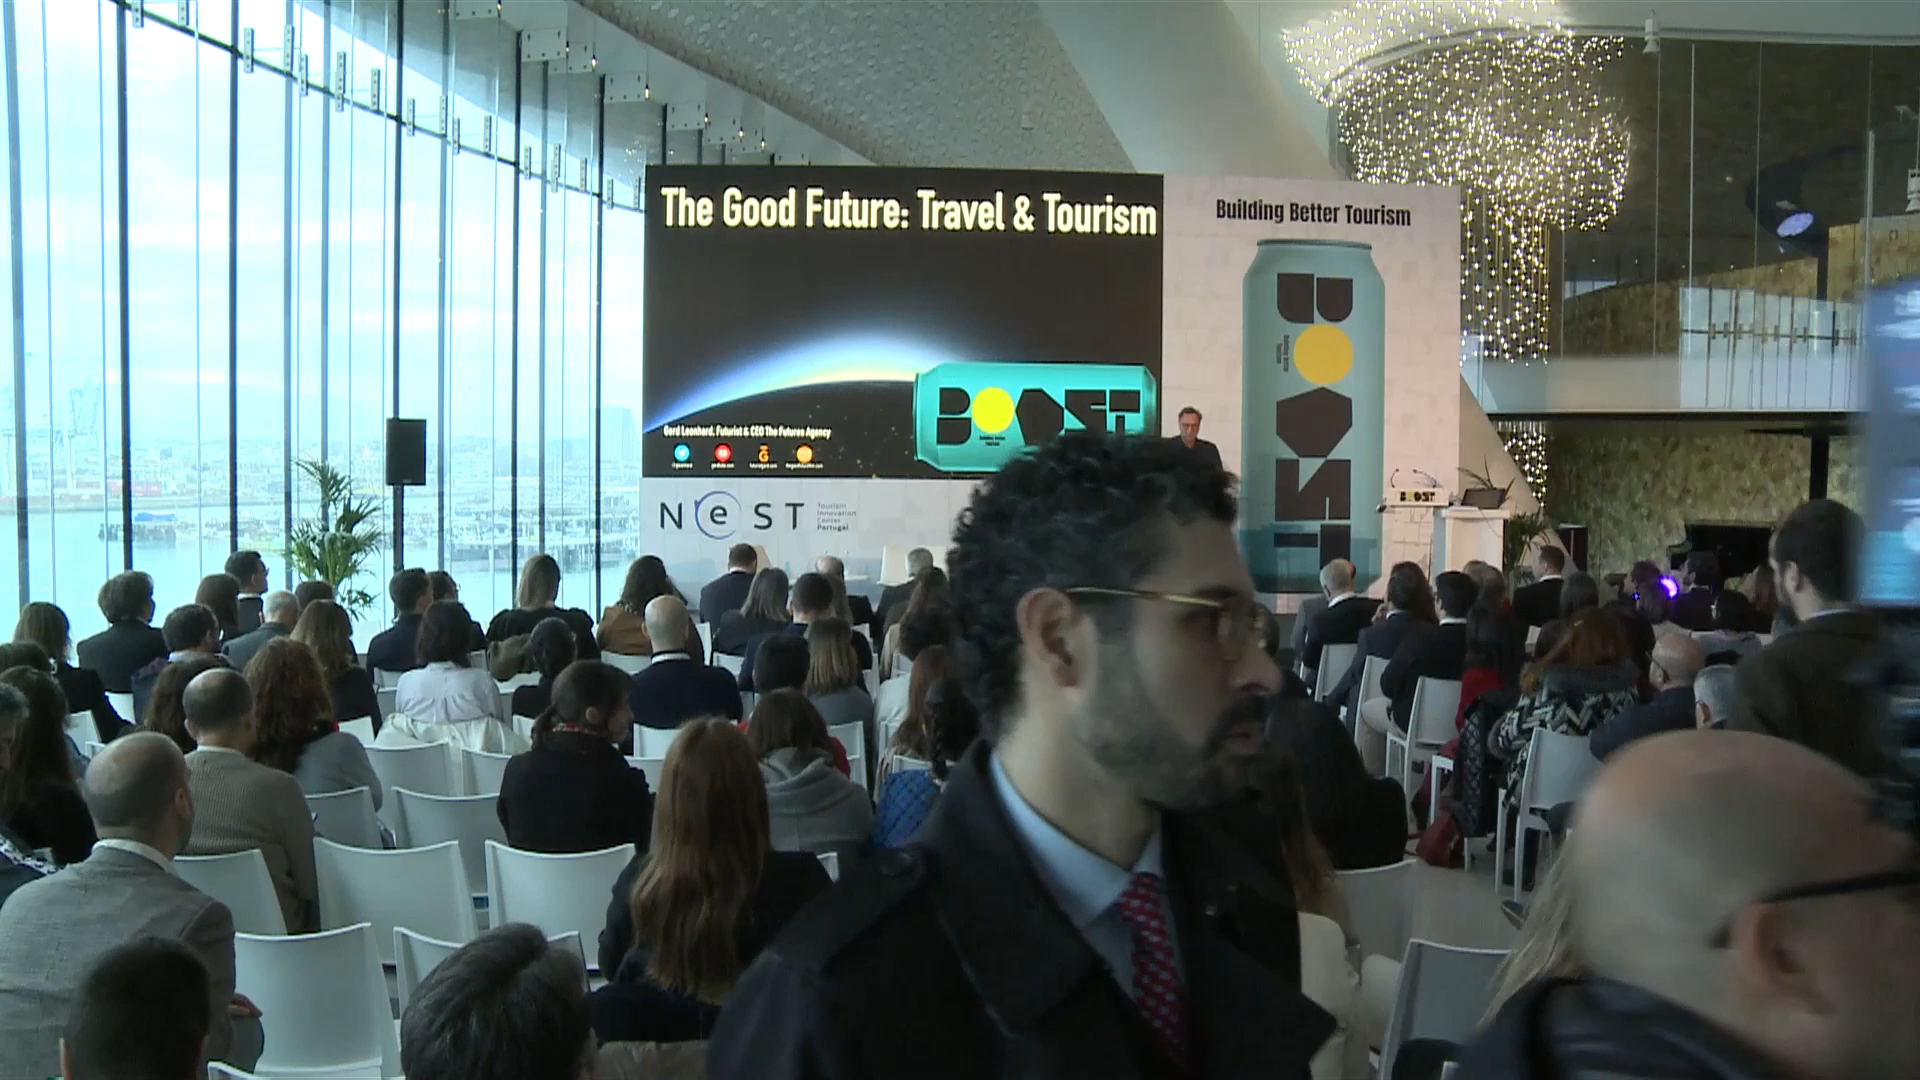 The Good Future: Travel & Tourism
Gerd Leonhard, Futurist & CEO The Futures Agency
BOOST
NeST
Tourism
Innovation
Center
Portugal
Building Better Tourism
BOOST
BOOST